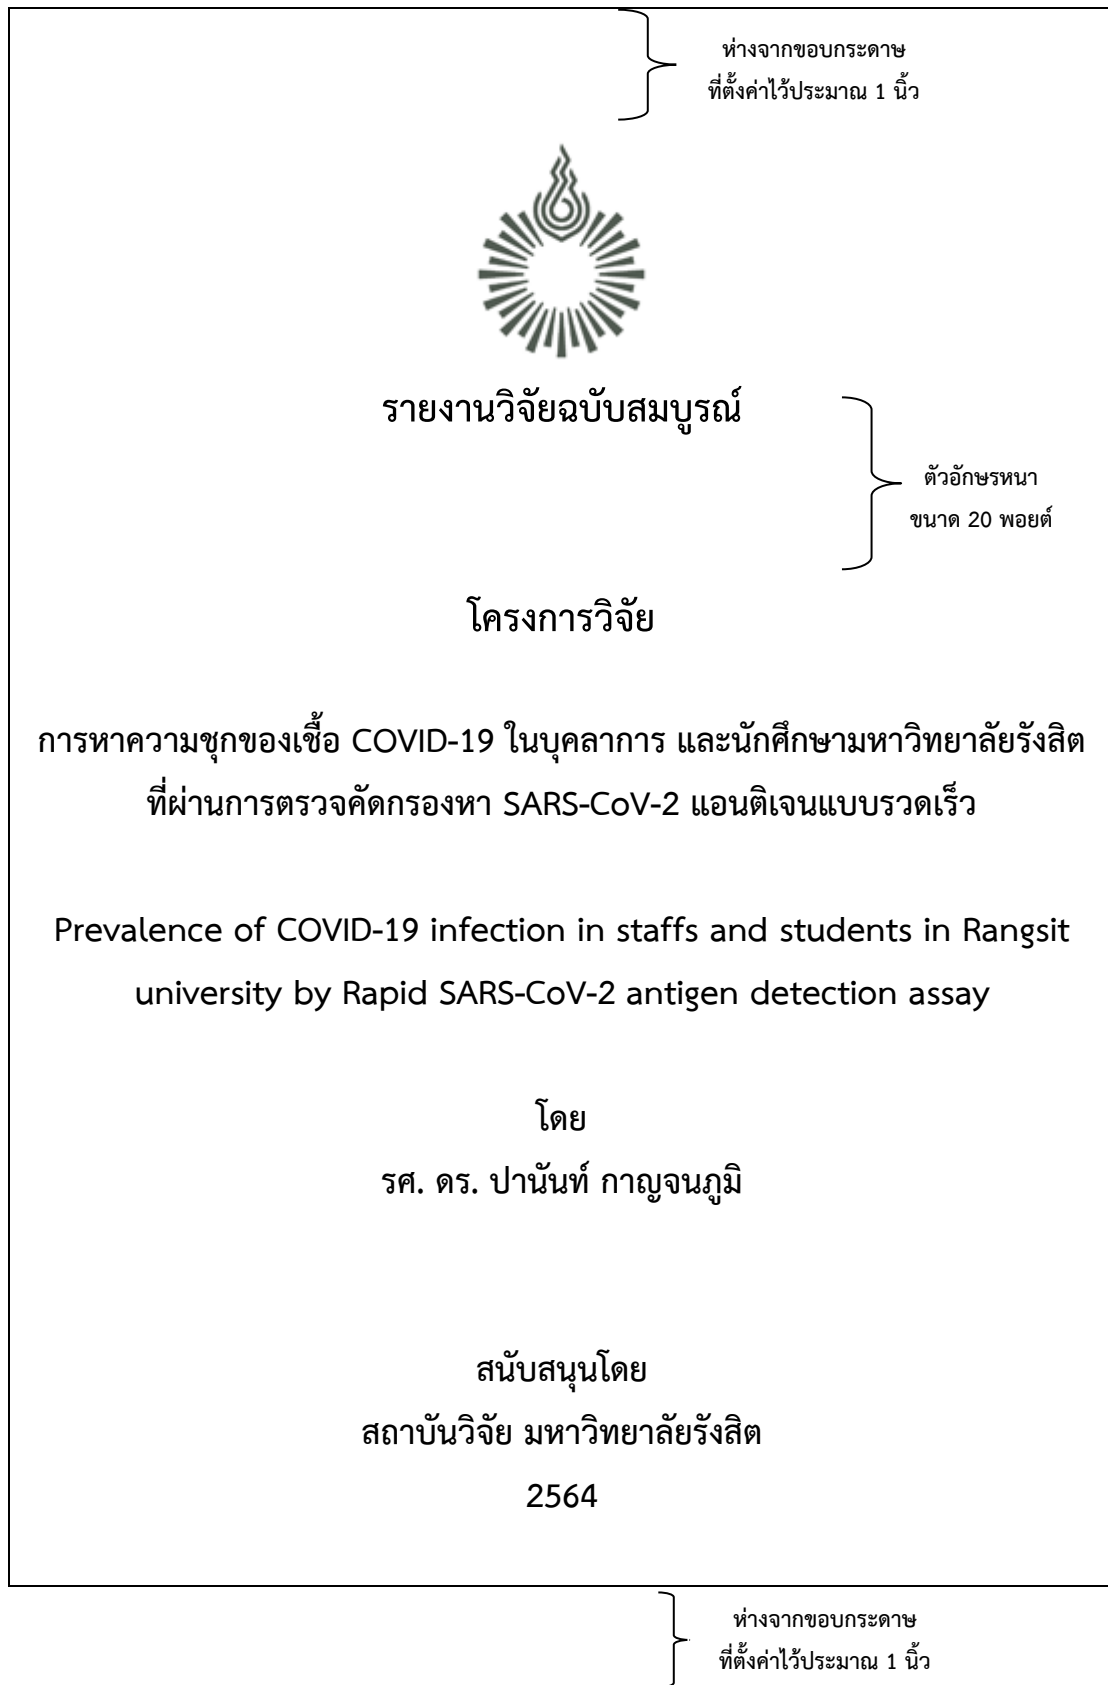 ห่างจากขอบกระดาษ
ที่ตั้งค่าไว้ประมาณ 1 นิ้ว
รายงานวิจัยฉบับสมบูรณ์
ตัวอักษรหนา
ขนาด 20 พอยต์
โครงการวิจัย
การหาความชุกของเชื้อ COVID-19 ในบุคลาการ และนักศึกษามหาวิทยาลัยรังสิต
ที่ผ่านการตรวจคัดกรองหา SARS-CoV-2 แอนติเจนแบบรวดเร็ว
Prevalence of COVID-19 infection in staffs and students in Rangsit
university by Rapid SARS-CoV-2 antigen detection assay
โดย
รศ. ดร. ปานันท์ กาญจนภูมิ
สนับสนุนโดย
สถาบันวิจัย มหาวิทยาลัยรังสิต
2564
ห่างจากขอบกระดาษ
ที่ตั้งค่าไว้ประมาณ 1 นิ้ว